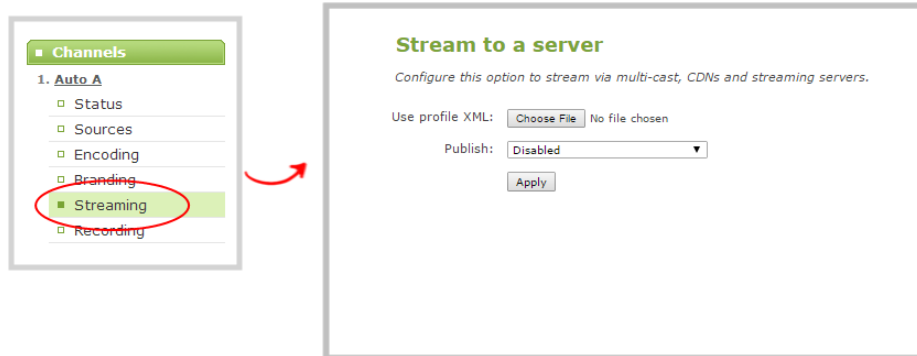 Channels
1. Auto A
Status
Sources
Encoding
Branding
Streaming
Recording
Stream to a server
Configure this option to stream via multi-cast, CDNs and streaming servers.
Use profile XML: Choose File No file chosen
Publish: Disabled
Apply